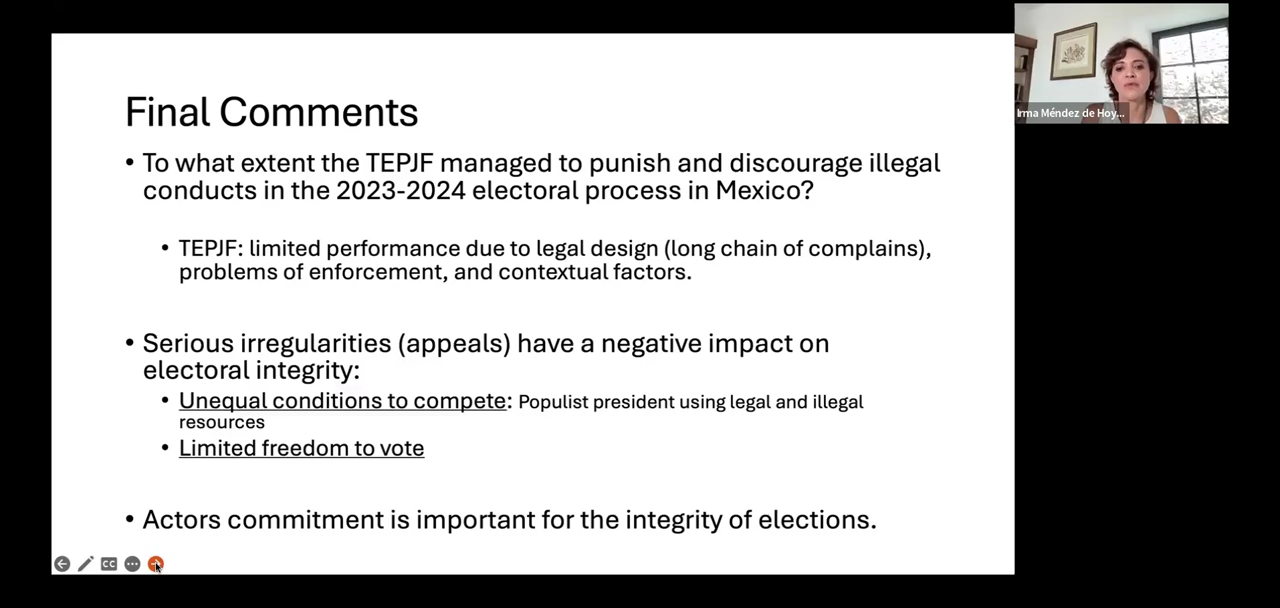 Final Comments
• To what extent the TEPJF managed to punish and discourage illegal
conducts in the 2023-2024 electoral process in Mexico?
• TEPJF: limited performance due to legal design (long chain of complains),
problems of enforcement, and contextual factors.
• Serious irregularities (appeals) have a negative impact on
electoral integrity:
• Unequal conditions to compete: Populist president using legal and illegal
resources
• Limited freedom to vote
• Actors commitment is important for the integrity of elections.
Irma Méndez de Hoy...
CC